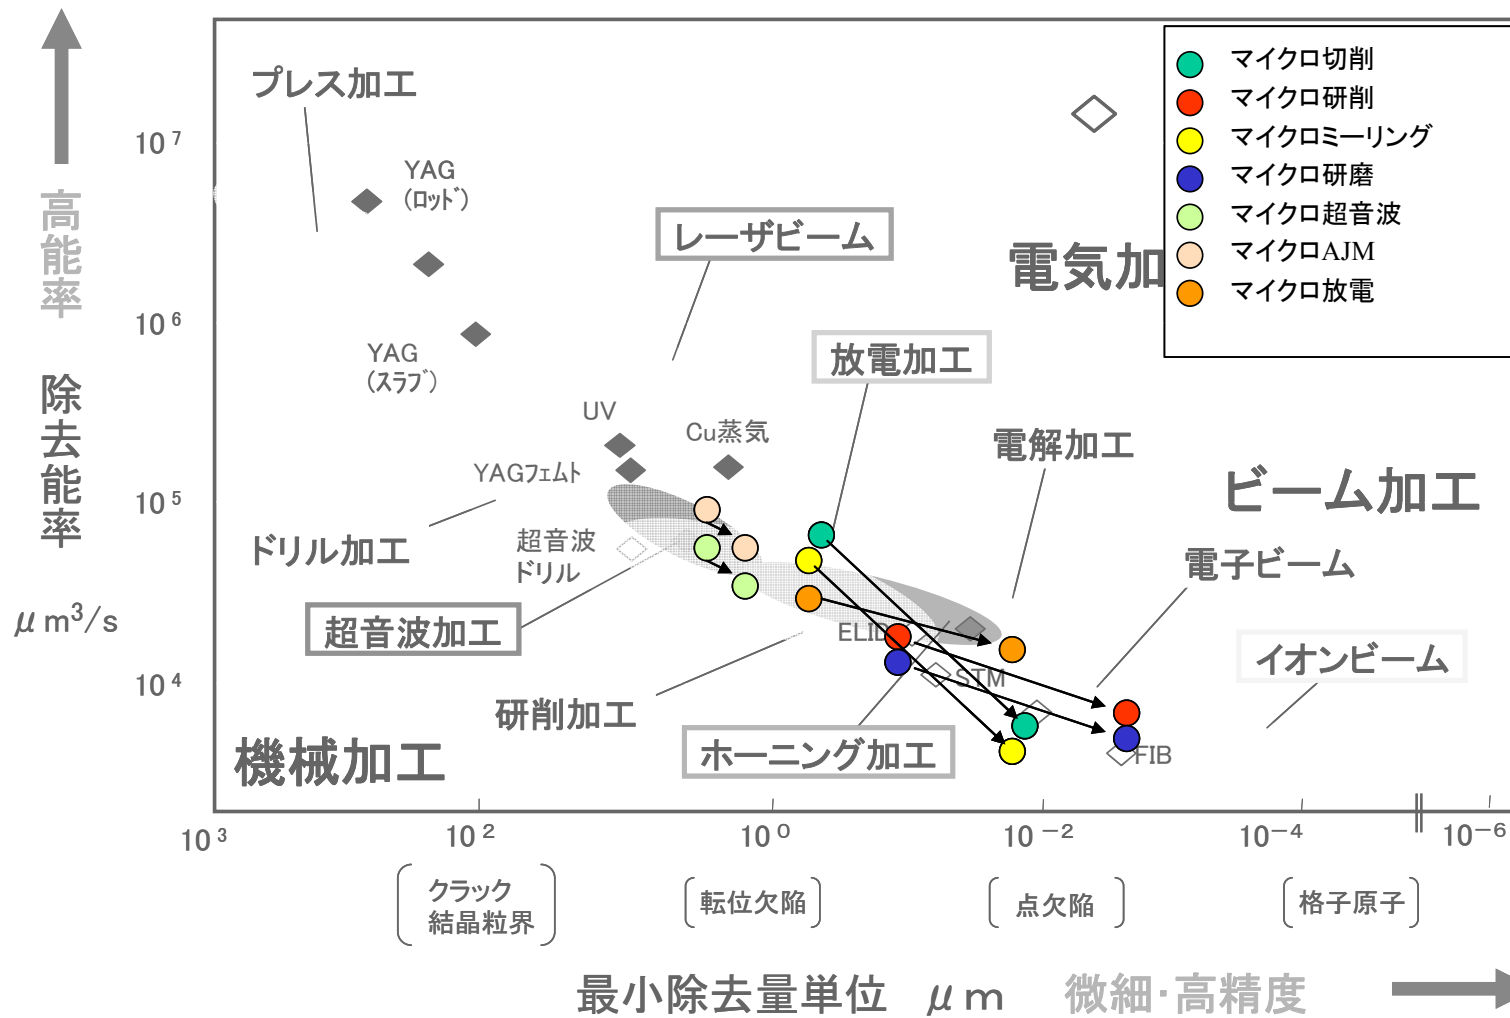 プレス加工
マイクロ切削
マイクロ研削
マイクロミーリング
マイクロ研磨
マイクロ超音波
マイクロAJM
マイクロ放電
10⁷
YAG
(ﾛｯﾄﾞ)
高能率
レーザビーム
電気加
10⁶
YAG
(ｽﾗﾌﾞ)
放電加工
除去能率
UV
Cu蒸気
電解加工
YAGﾌｪﾑﾄ
10⁵
ビーム加工
ドリル加工
超音波
ドリル
電子ビーム
μm³/s
超音波加工
ELID
イオンビーム
10⁴
STM
研削加工
機械加工
ホーニング加工
FIB
10³
10²
10⁰
10⁻²
10⁻⁴
10⁻⁶
クラック
結晶粒界
転位欠陥
点欠陥
格子原子
最小除去量単位 μm 微細·高精度